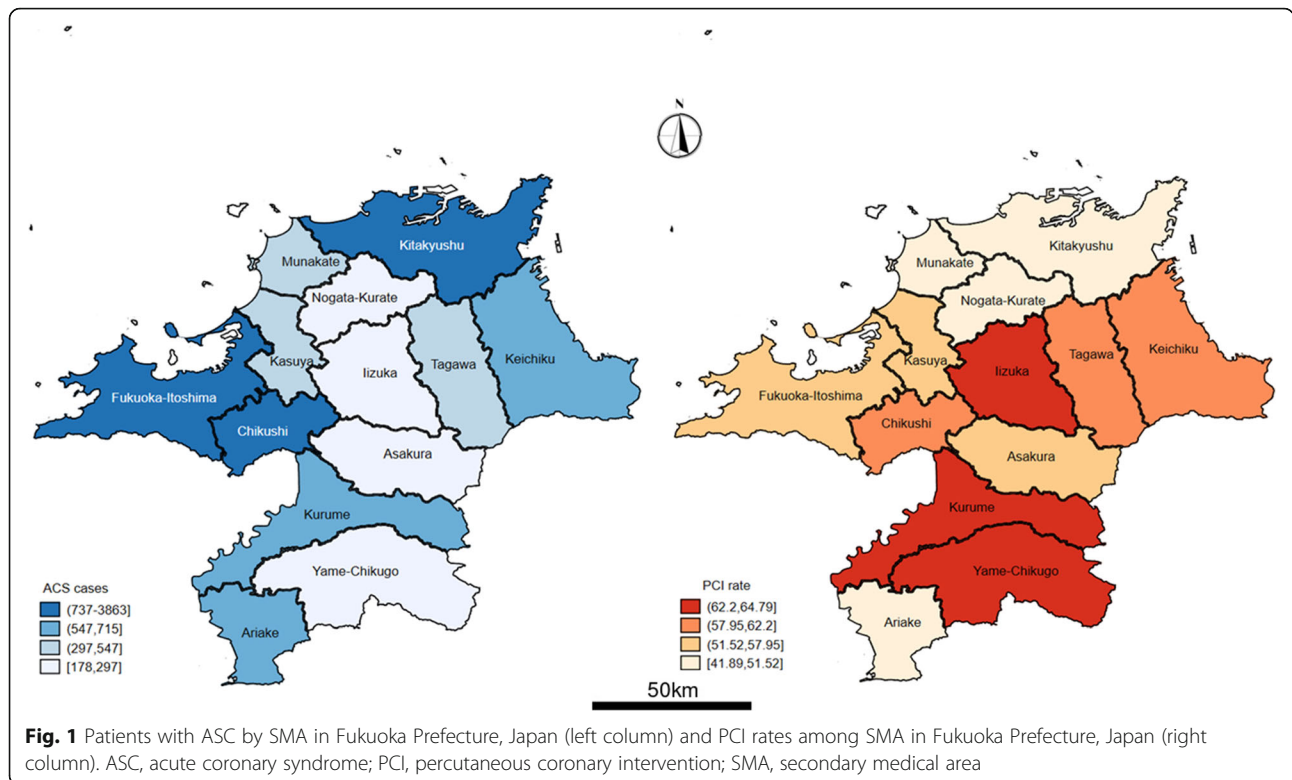 N
Kitakyushu
Munakate
Nogata-Kurate
Kasuya
Iizuka
Tagawa
Keichiku
Fukuoka-Itoshima
Chikushi
Asakura
Kurume
Yame-Chikugo
Ariake
ACS cases
(737-3863]
(547,715]
(297,547]
[178,297]
Kitakyushu
Munakate
Nogata-Kurate
Kasuya
Iizuka
Tagawa
Keichiku
Fukuoka-Itoshima
Chikushi
Asakura
Kurume
Yame-Chikugo
Ariake
PCI rate
(62.2,64.79]
(57.95,62.2]
(51.52,57.95]
[41.89,51.52]
50km
Fig. 1 Patients with ASC by SMA in Fukuoka Prefecture, Japan (left column) and PCI rates among SMA in Fukuoka Prefecture, Japan (right
column). ASC, acute coronary syndrome; PCI, percutaneous coronary intervention; SMA, secondary medical area